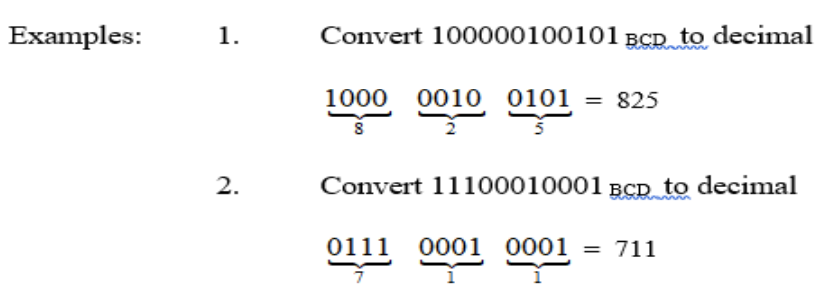 Examples: 1. Convert 100000100101 BCD to decimal
1000 0010 0101 = 825
8 2 5
2. Convert 11100010001 BCD to decimal
0111 0001 0001 = 711
7 1 1